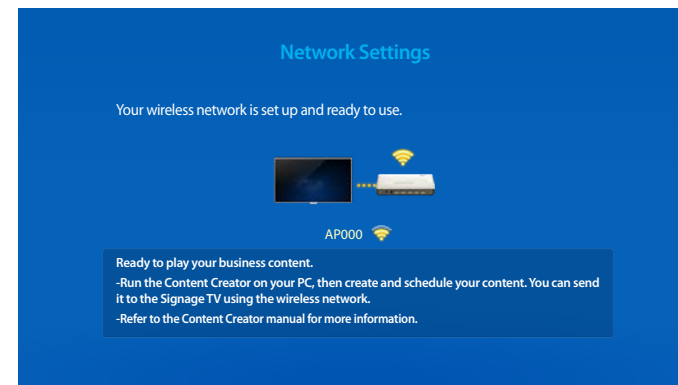 Network Settings
Your wireless network is set up and ready to use.
AP000
Ready to play your business content.
-Run the Content Creator on your PC, then create and schedule your content. You can send
it to the Signage TV using the wireless network.
-Refer to the Content Creator manual for more information.